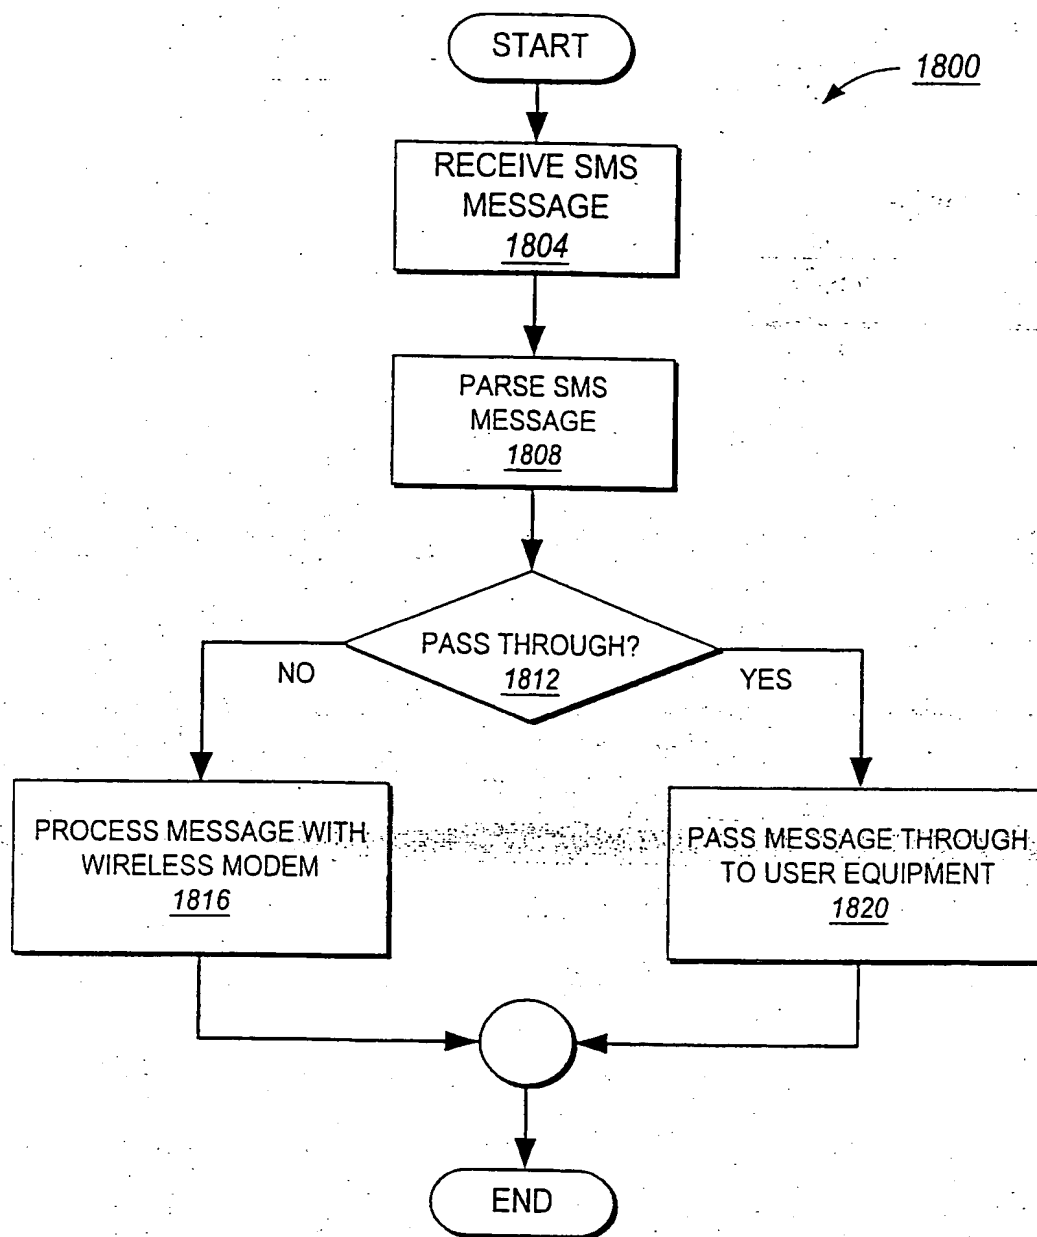 START
1800
RECEIVE SMS
MESSAGE
1804
PARSE SMS
MESSAGE
1808
PASS THROUGH?
1812
NO
YES
PROCESS MESSAGE WITH
WIRELESS MODEM
1816
PASS MESSAGE THROUGH
TO USER EQUIPMENT
1820
END